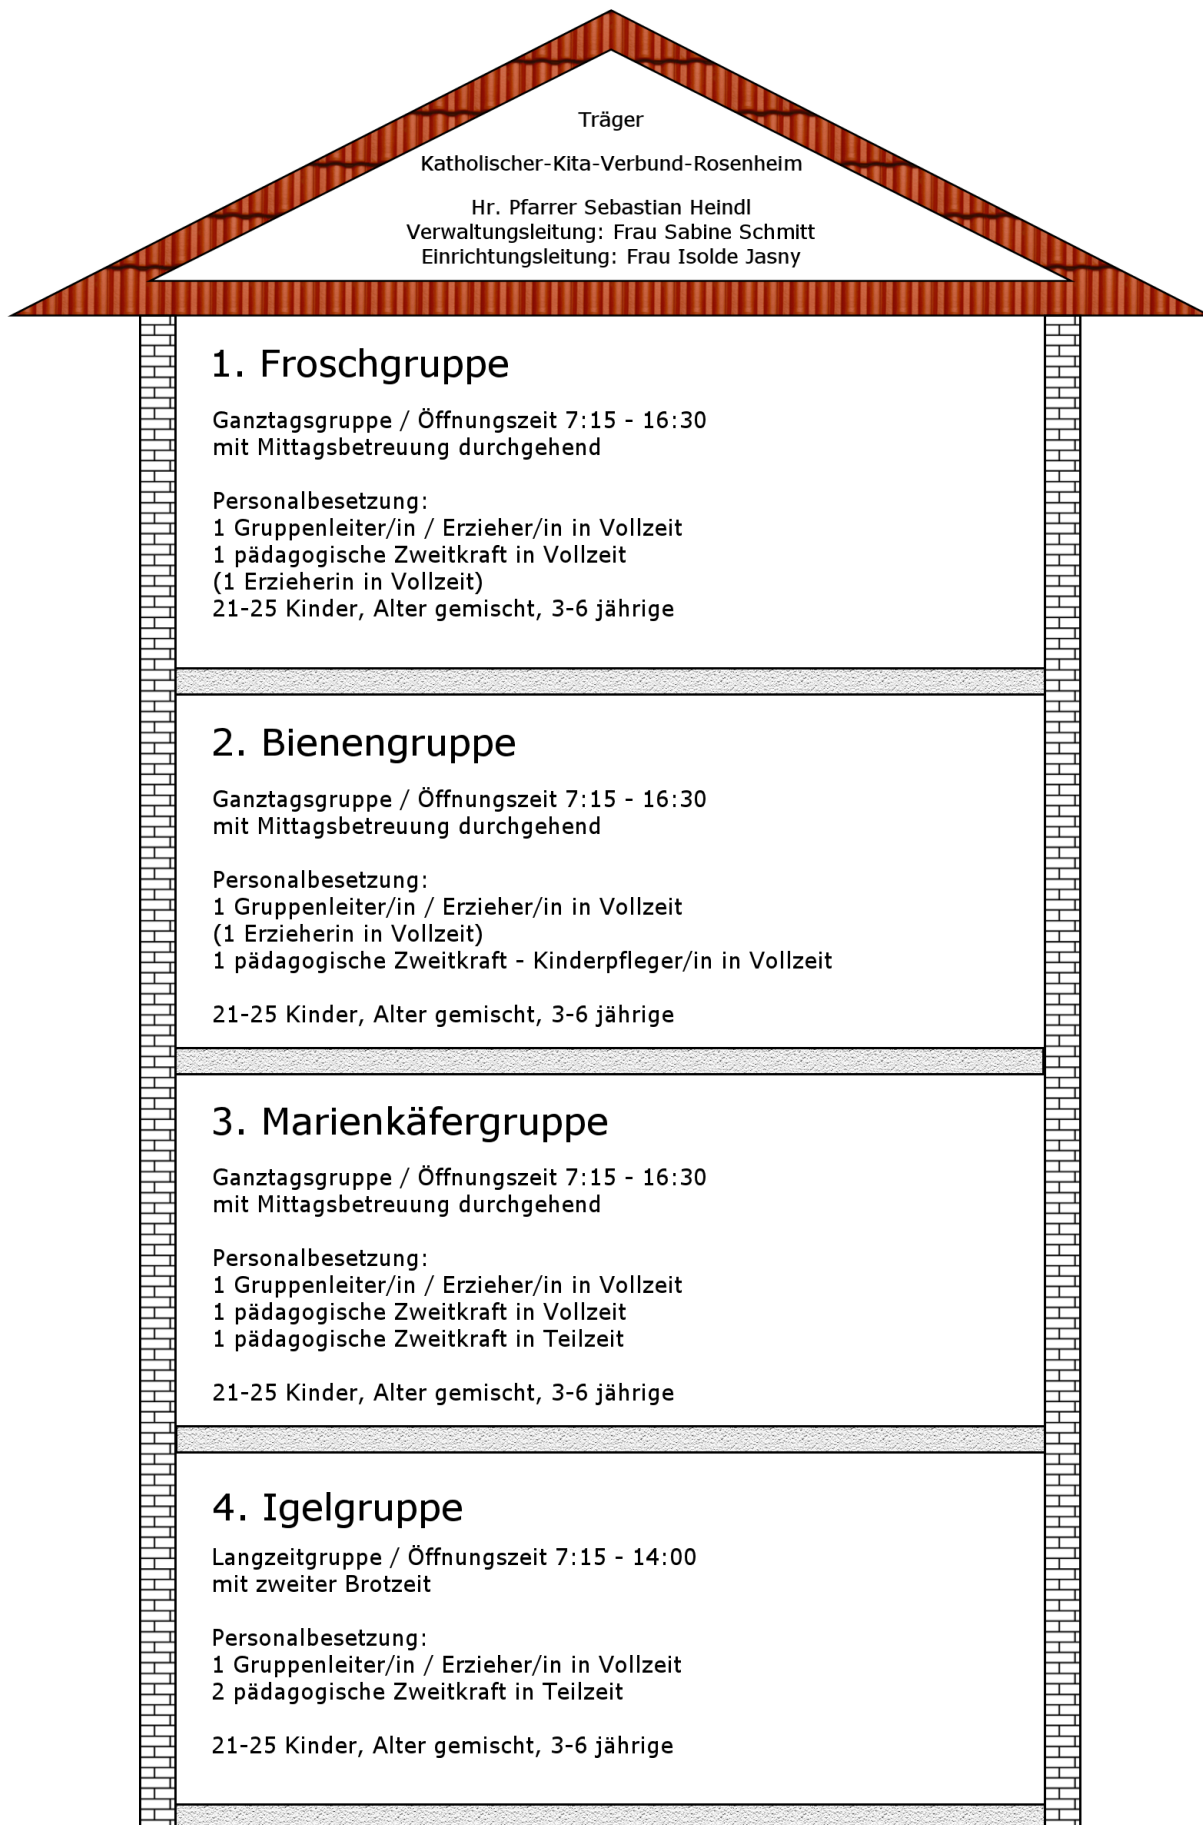 Träger
Katholischer-Kita-Verbund-Rosenheim
Hr. Pfarrer Sebastian Heindl
Verwaltungsleitung: Frau Sabine Schmitt
Einrichtungsleitung: Frau Isolde Jasny
1. Froschgruppe
Ganztagsgruppe / Öffnungszeit 7:15 - 16:30
mit Mittagsbetreuung durchgehend
Personalbesetzung:
1 Gruppenleiter/in / Erzieher/in in Vollzeit
1 pädagogische Zweitkraft in Vollzeit
(1 Erzieherin in Vollzeit)
21-25 Kinder, Alter gemischt, 3-6 jährige
2. Bienengruppe
Ganztagsgruppe / Öffnungszeit 7:15 - 16:30
mit Mittagsbetreuung durchgehend
Personalbesetzung:
1 Gruppenleiter/in / Erzieher/in in Vollzeit
(1 Erzieherin in Vollzeit)
1 pädagogische Zweitkraft - Kinderpfleger/in in Vollzeit
21-25 Kinder, Alter gemischt, 3-6 jährige
3. Marienkäfergruppe
Ganztagsgruppe / Öffnungszeit 7:15 - 16:30
mit Mittagsbetreuung durchgehend
Personalbesetzung:
1 Gruppenleiter/in / Erzieher/in in Vollzeit
1 pädagogische Zweitkraft in Vollzeit
1 pädagogische Zweitkraft in Teilzeit
21-25 Kinder, Alter gemischt, 3-6 jährige
4. Igelgruppe
Langzeitgruppe / Öffnungszeit 7:15 - 14:00
mit zweiter Brotzeit
Personalbesetzung:
1 Gruppenleiter/in / Erzieher/in in Vollzeit
2 pädagogische Zweitkraft in Teilzeit
21-25 Kinder, Alter gemischt, 3-6 jährige